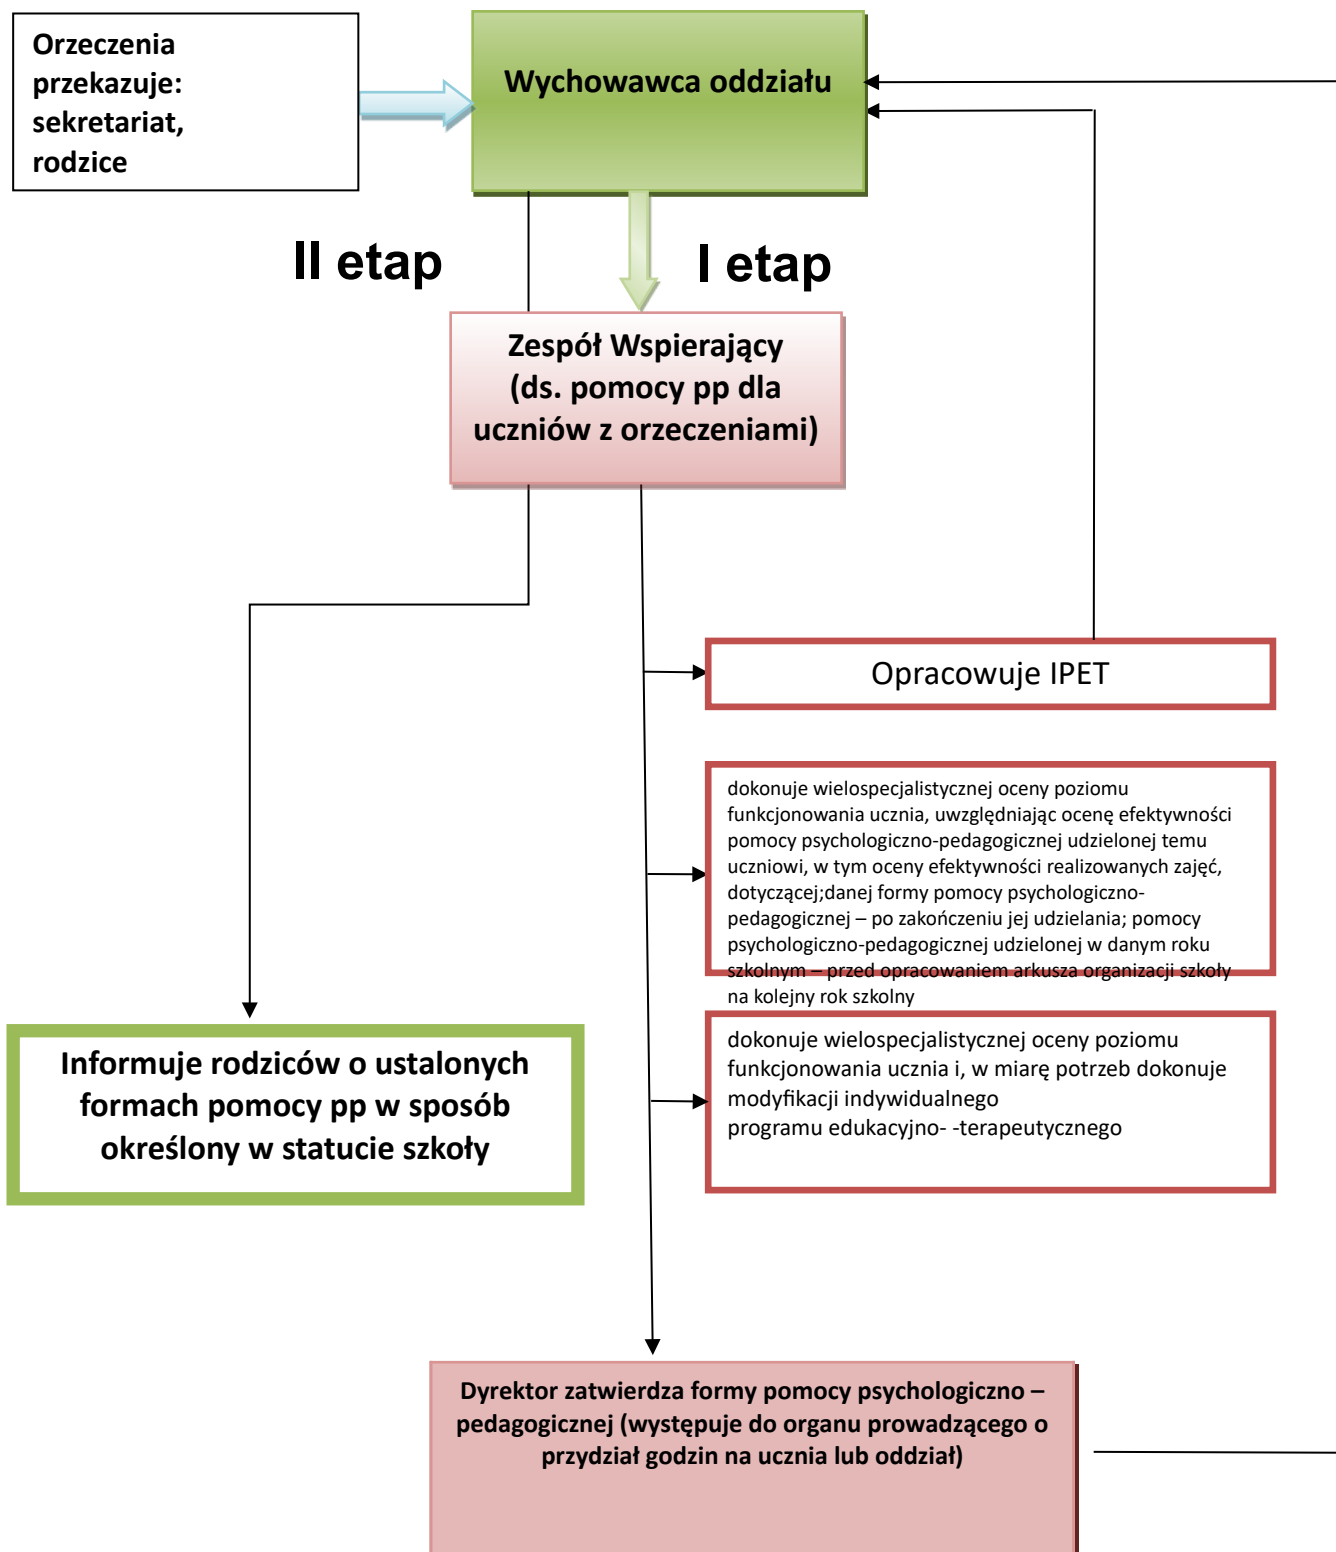 Orzeczenia
przekazuje:
sekretariat,
rodzice
Wychowawca oddziału
II etap
I etap
Zespół Wspierający
(ds. pomocy pp dla
uczniów z orzeczeniami)
Opracowuje IPET
dokonuje wielospecjalistycznej oceny poziomu
funkcjonowania ucznia, uwzględniając ocenę efektywności
pomocy psychologiczno-pedagogicznej udzielonej temu
uczniowi, w tym oceny efektywności realizowanych zajęć,
dotyczącej;danej formy pomocy psychologiczno-
pedagogicznej – po zakończeniu jej udzielania; pomocy
psychologiczno-pedagogicznej udzielonej w danym roku
szkolnym – przed opracowaniem arkusza organizacji szkoły
na kolejny rok szkolny
dokonuje wielospecjalistycznej oceny poziomu
funkcjonowania ucznia i, w miarę potrzeb dokonuje
modyfikacji indywidualnego
programu edukacyjno- -terapeutycznego
Informuje rodziców o ustalonych
formach pomocy pp w sposób
określony w statucie szkoły
Dyrektor zatwierdza formy pomocy psychologiczno –
pedagogicznej (występuje do organu prowadzącego o
przydział godzin na ucznia lub oddział)